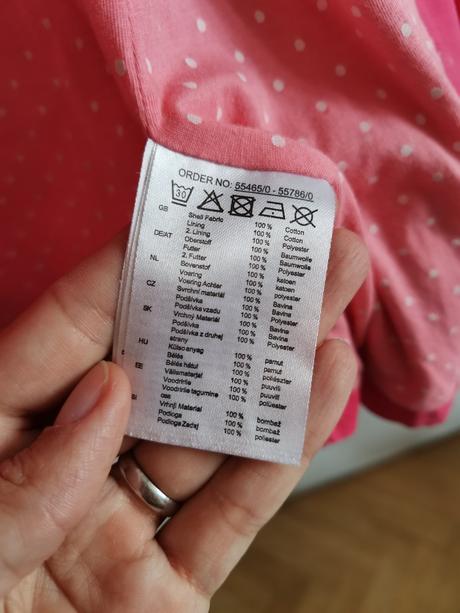 ORDER NO: 55465/0 - 55786/0
30
GB Shell Fabric 100% Cotton
Lining 100% Cotton
2. Lining 100% Polyester
DE/AT Oberstoff 100% Baumwolle
Futter 100% Baumwolle
2. Futter 100% Polyester
NL Bovenstof 100% katoen
Voering 100% katoen
Voering Achter 100% polyester
CZ Svrchní materiál 100% Bavlna
Podšívka 100% Bavlna
Podšívka vzadu 100% Polyester
SK Vrchný Materiál 100% Bavlna
Podšívka 100% Bavlna
Podšívka z druhej 100% Polyester
strany
HU Külsoanyag 100% pamut
Bélés 100% pamut
Bélés hátul 100% poliészter
EE Välismaterjal 100% puuvill
Voodriide 100% puuvill
Voodriide tagumine 100% polüester
osa
SI Vrhnji Material 100% bombaž
Podloga 100% bombaž
Podloga Zadaj 100% poliester